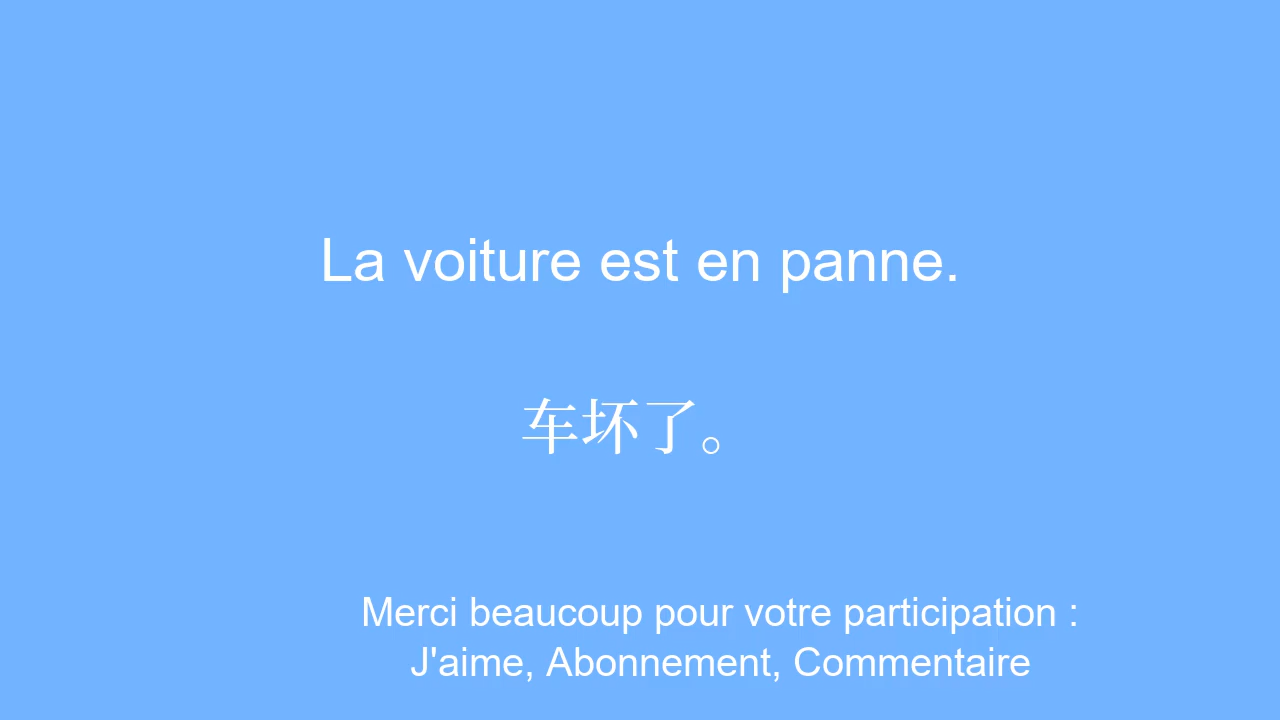 La voiture est en panne.
车坏了。
Merci beaucoup pour votre participation :
J'aime, Abonnement, Commentaire